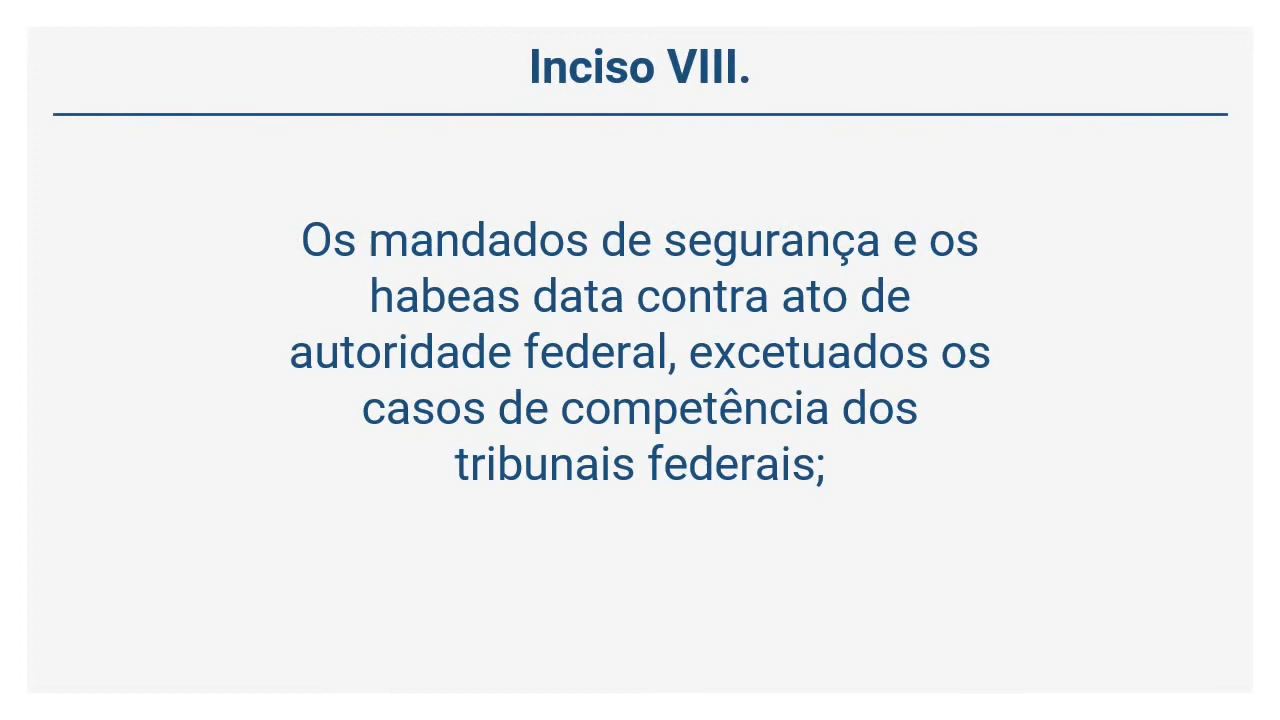 Inciso VIII.
Os mandados de segurança e os
habeas data contra ato de
autoridade federal, excetuados os
casos de competência dos
tribunais federais;